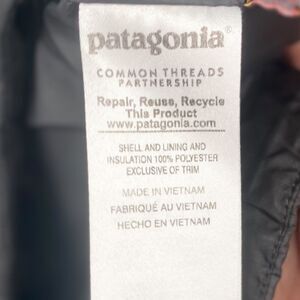 patagonia®
COMMON THREADS
PARTNERSHIP
Repair, Reuse, Recycle
This Product
www.patagonia.com
SHELL AND LINING AND
INSULATION 100% POLYESTER
EXCLUSIVE OF TRIM
MADE IN VIETNAM
FABRIQUÉ AU VIETNAM
HECHO EN VIETNAM